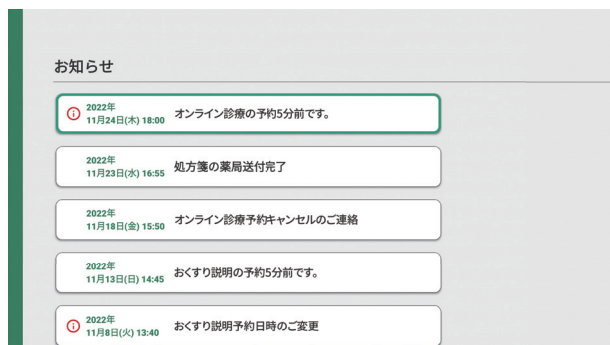 お知らせ
2022年
11月24日(木) 18:00
オンライン診療の予約5分前です。
2022年
11月23日(水) 16:55
処方箋の薬局送付完了
2022年
11月18日(金) 15:50
オンライン診療予約キャンセルのご連絡
2022年
11月13日(日) 14:45
おくすり説明の予約5分前です。
2022年
11月8日(火) 13:40
おくすり説明予約日時のご変更